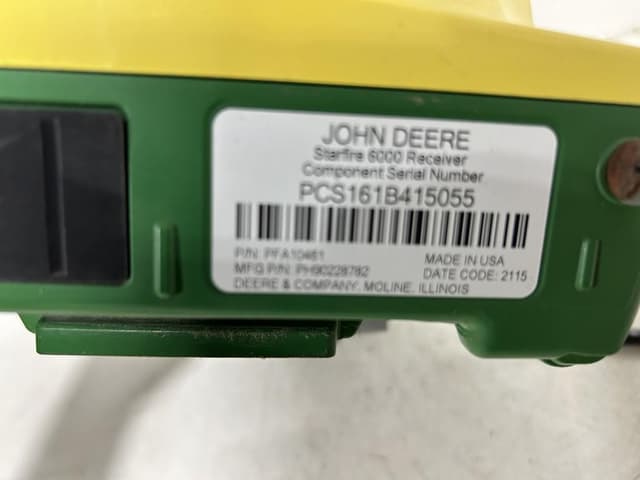 JOHN DEERE
Starfire 6000 Receiver
Component Serial Number
PCS161B415055
P/N: PFA10461
MADE IN USA
MFG P/N: PH90228782
DATE CODE: 2115
DEERE & COMPANY, MOLINE, ILLINOIS